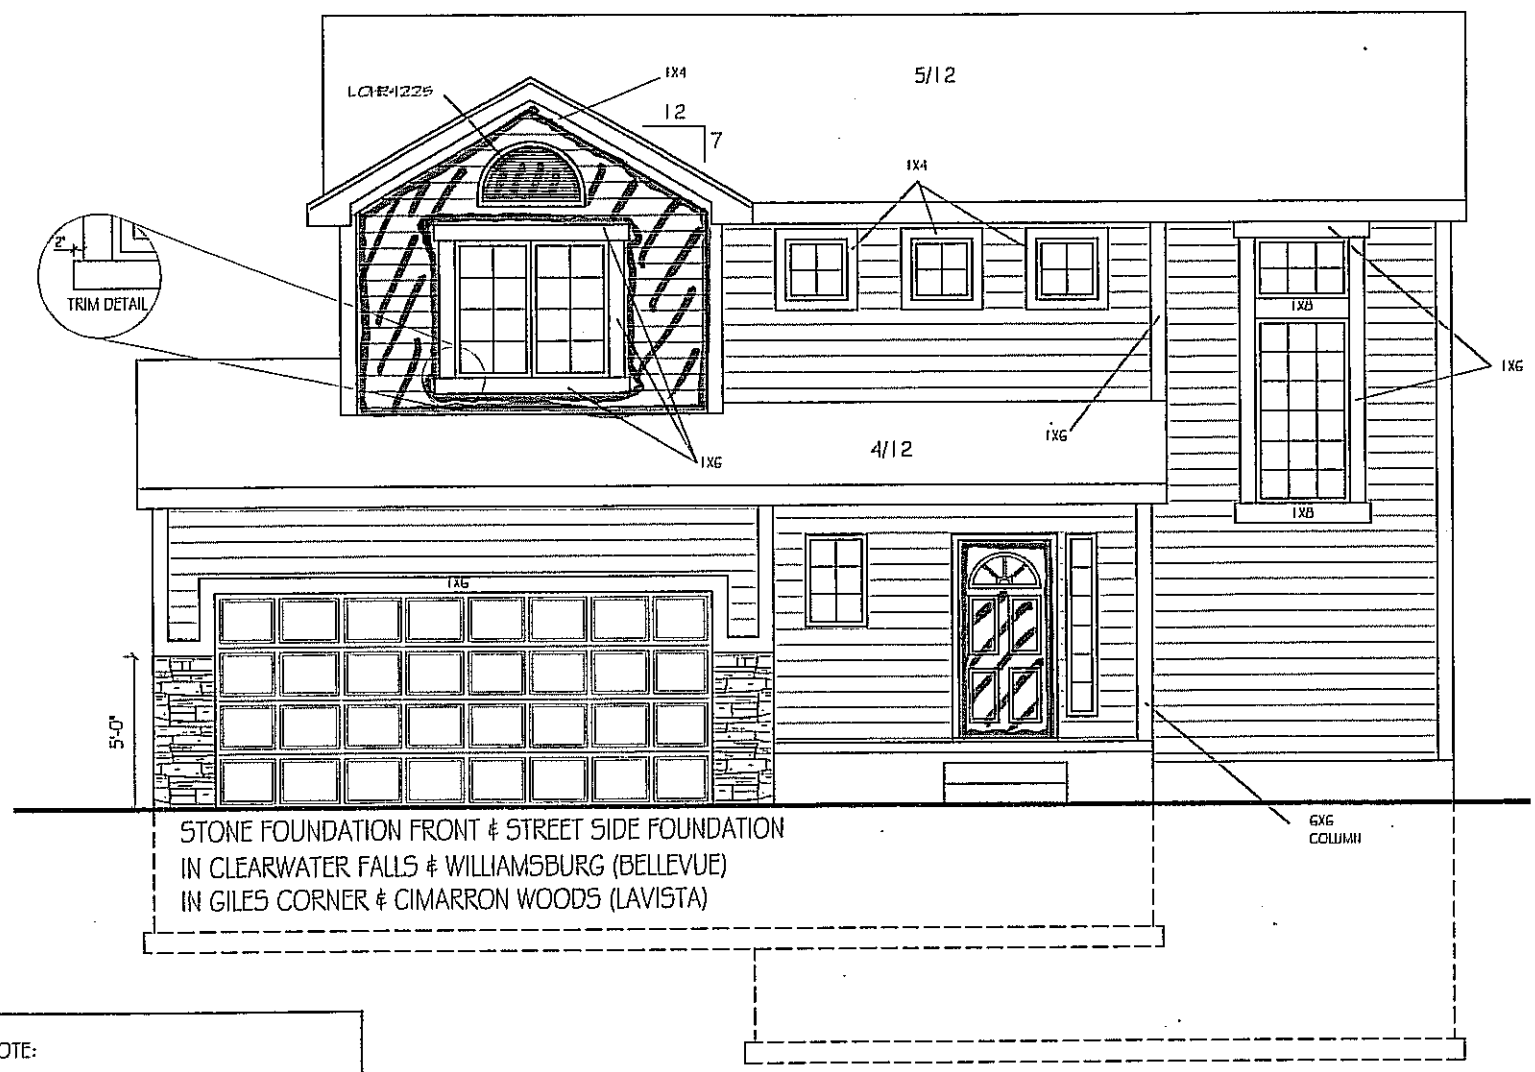 5/12
1X4
12
7
1X4
2"
TRIM DETAIL
1X8
1X6
1X6
4/12
1X6
1X8
1X6
5'-0"
6X6
COLUMN
STONE FOUNDATION FRONT & STREET SIDE FOUNDATION
IN CLEARWATER FALLS & WILLIAMSBURG (BELLEVUE)
IN GILES CORNER & CIMARRON WOODS (LAVISTA)
OTE: